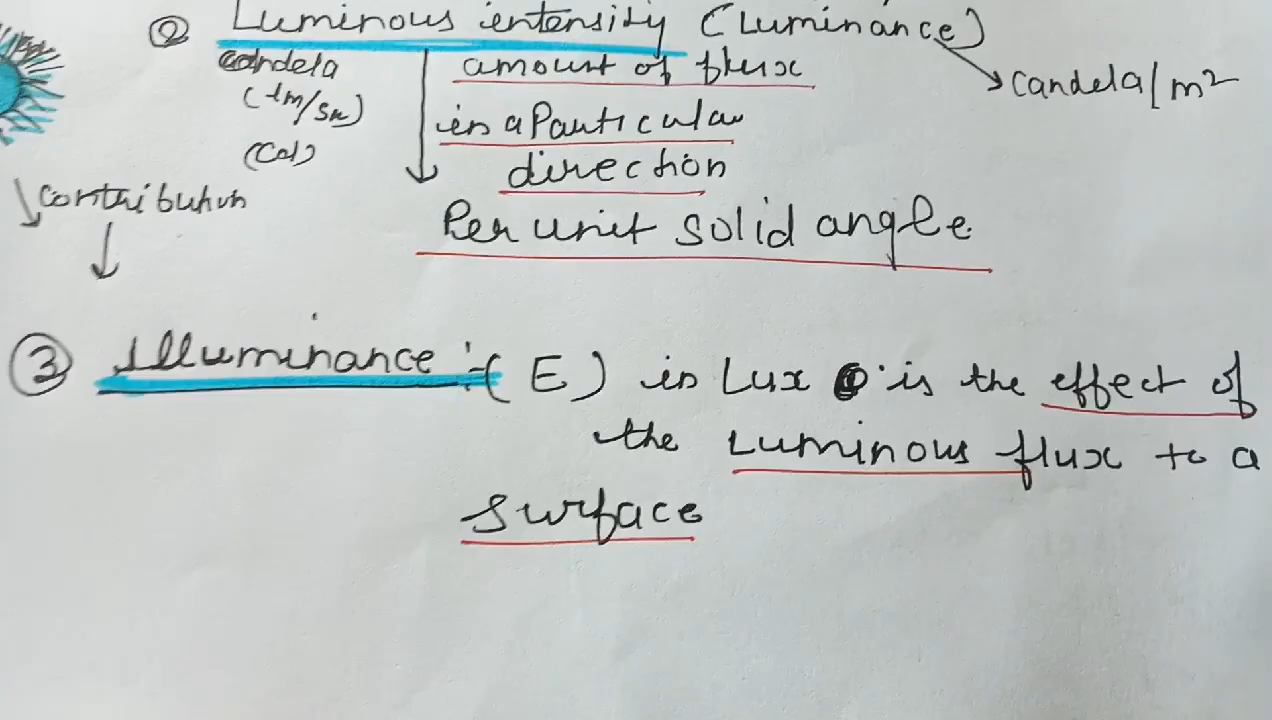 ② Luminous intensity (Luminance)
candela
(lm/sr)
(Cd)
amount of flux
in a Particular
direction
Per unit solid angle
candela/m²
contribution
③ Illuminance :- (E) in Lux is the effect of
the Luminous flux to a
surface